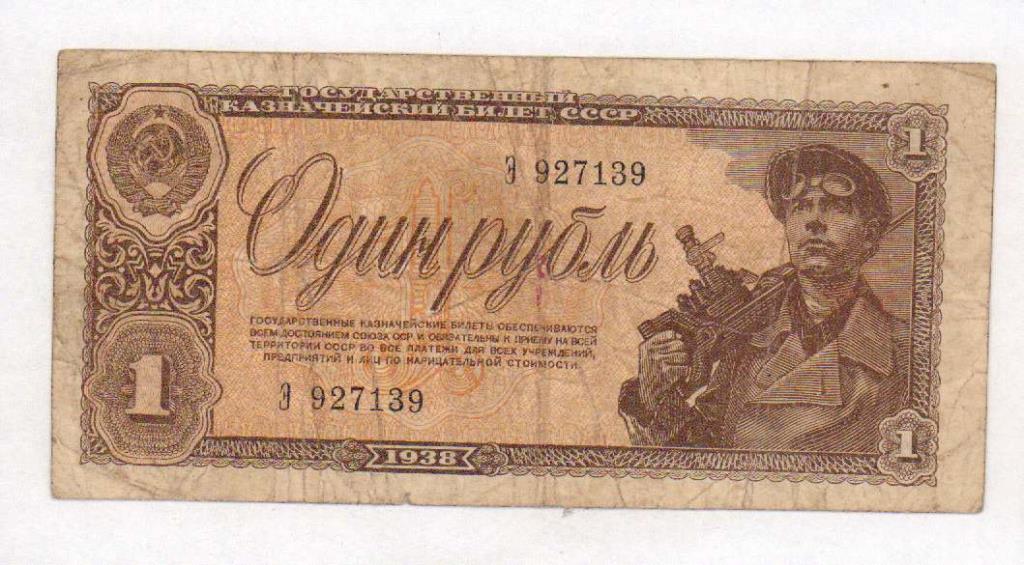 ГОСУДАРСТВЕННЫЙ
КАЗНАЧЕЙСКИЙ БИЛЕТ СССР
1
Э 927139
Один рубль
ГОСУДАРСТВЕННЫЕ КАЗНАЧЕЙСКИЕ БИЛЕТЫ ОБЕСПЕЧИВАЮТСЯ
ВСЕМ ДОСТОЯНИЕМ СОЮЗА ССР И ОБЯЗАТЕЛЬНЫ К ПРИЕМУ НА ВСЕЙ
ТЕРРИТОРИИ СССР ВО ВСЕ ПЛАТЕЖИ ДЛЯ ВСЕХ УЧРЕЖДЕНИЙ,
ПРЕДПРИЯТИЙ И ЛИЦ ПО НАРИЦАТЕЛЬНОЙ СТОИМОСТИ.
1
Э 927139
1
1938